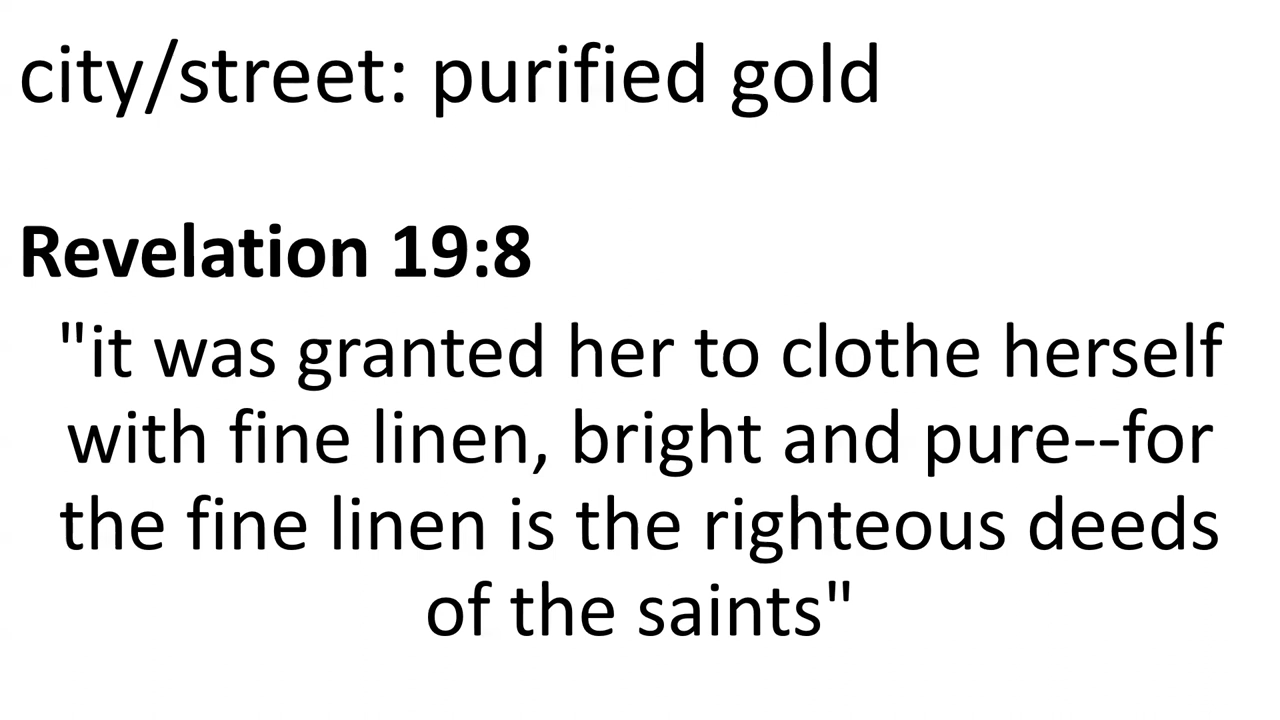 city/street: purified gold
Revelation 19:8
"it was granted her to clothe herself
with fine linen, bright and pure--for
the fine linen is the righteous deeds
of the saints"